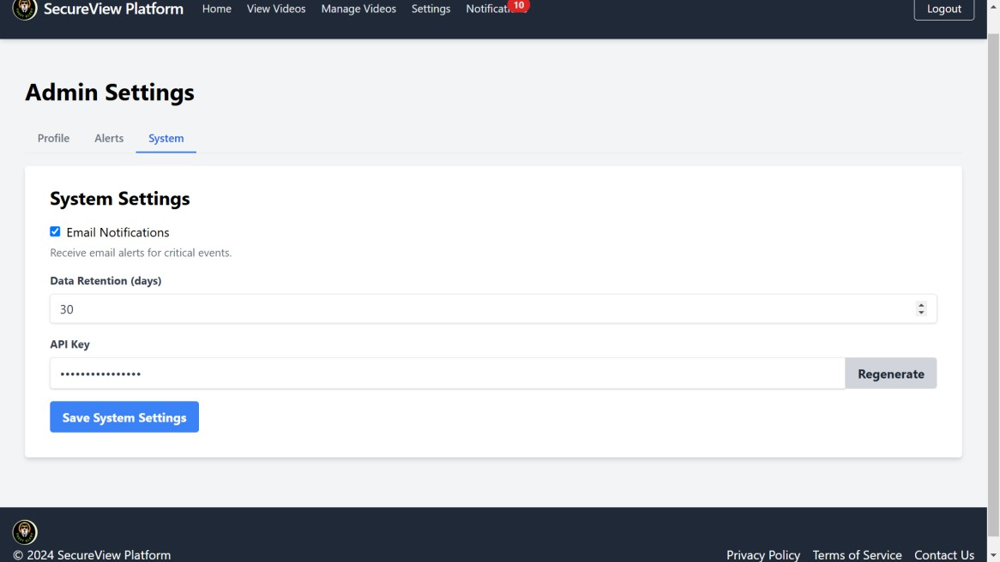 SecureView Platform Home View Videos Manage Videos Settings Notificati 10 Logout
Admin Settings
Profile Alerts System
System Settings
Email Notifications
Receive email alerts for critical events.
Data Retention (days)
30
API Key
••••••••••••••••
Regenerate
Save System Settings
© 2024 SecureView Platform
Privacy Policy Terms of Service Contact Us